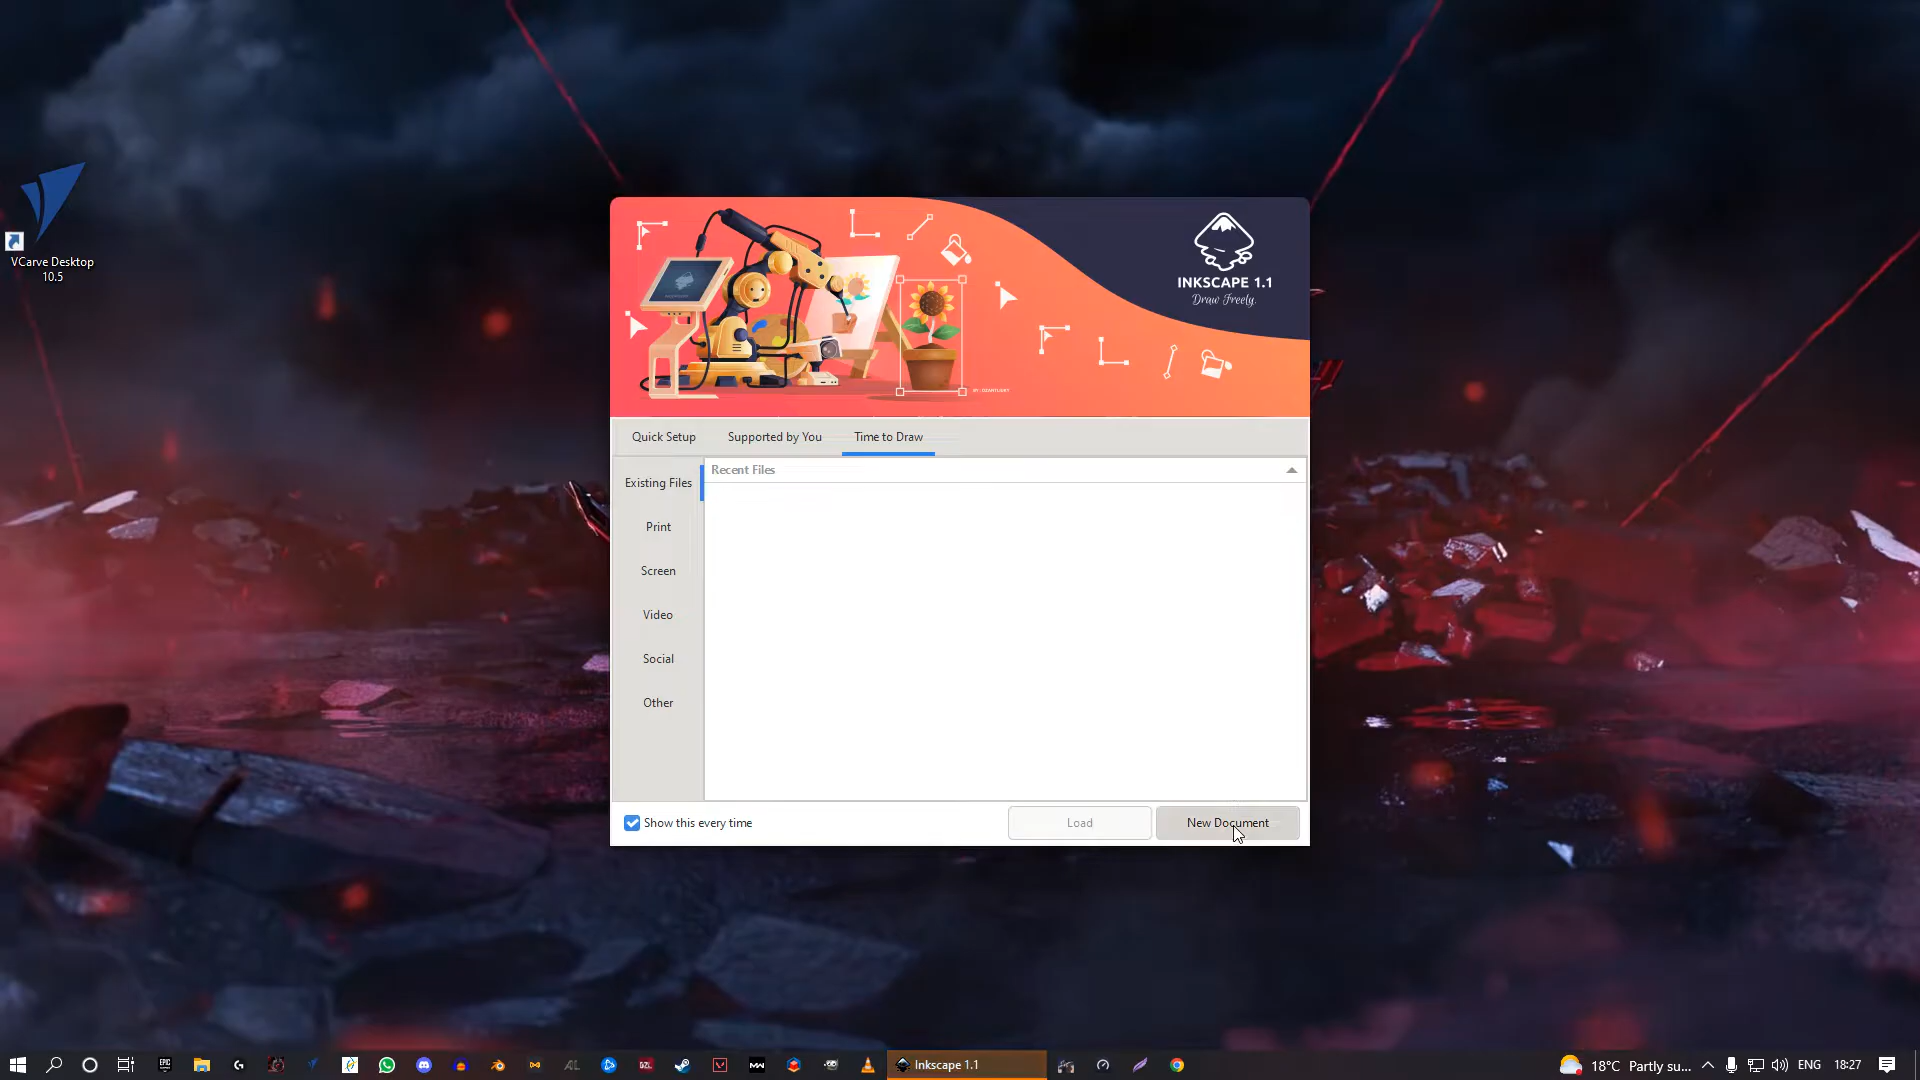 VCarve Desktop
10.5
INKSCAPE 1.1
Draw Freely.
Quick Setup
Supported by You
Time to Draw
Existing Files
Recent Files
Print
Screen
Video
Social
Other
Show this every time
Load
New Document
EPIC
Inkscape 1.1
18°C Partly su...
ENG
18:27